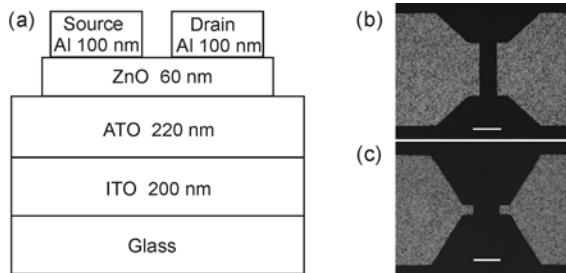 (a)
Source
Al 100 nm
Drain
Al 100 nm
ZnO 60 nm
ATO 220 nm
ITO 200 nm
Glass
(b)
(c)